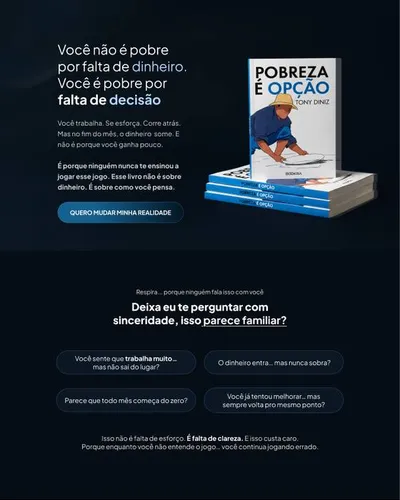 Você não é pobre
por falta de dinheiro.
Você é pobre por
falta de decisão
Você trabalha. Se esforça. Corre atrás.
Mas no fim do mês, o dinheiro some. E
não é porque você ganha pouco.
É porque ninguém nunca te ensinou a
jogar esse jogo. Esse livro não é sobre
dinheiro. É sobre como você pensa.
QUERO MUDAR MINHA REALIDADE
POBREZA
É OPÇÃO
TONY DINIZ
É OPÇÃO
É OPÇÃO
É OPÇÃO
Respira... porque ninguém fala isso com você
Deixa eu te perguntar com
sinceridade, isso parece familiar?
Você sente que trabalha muito...
mas não sai do lugar?
O dinheiro entra... mas nunca sobra?
Parece que todo mês começa do zero?
Você já tentou melhorar... mas
sempre volta pro mesmo ponto?
Isso não é falta de esforço. É falta de clareza. E isso custa caro.
Porque enquanto você não entende o jogo... você continua jogando errado.